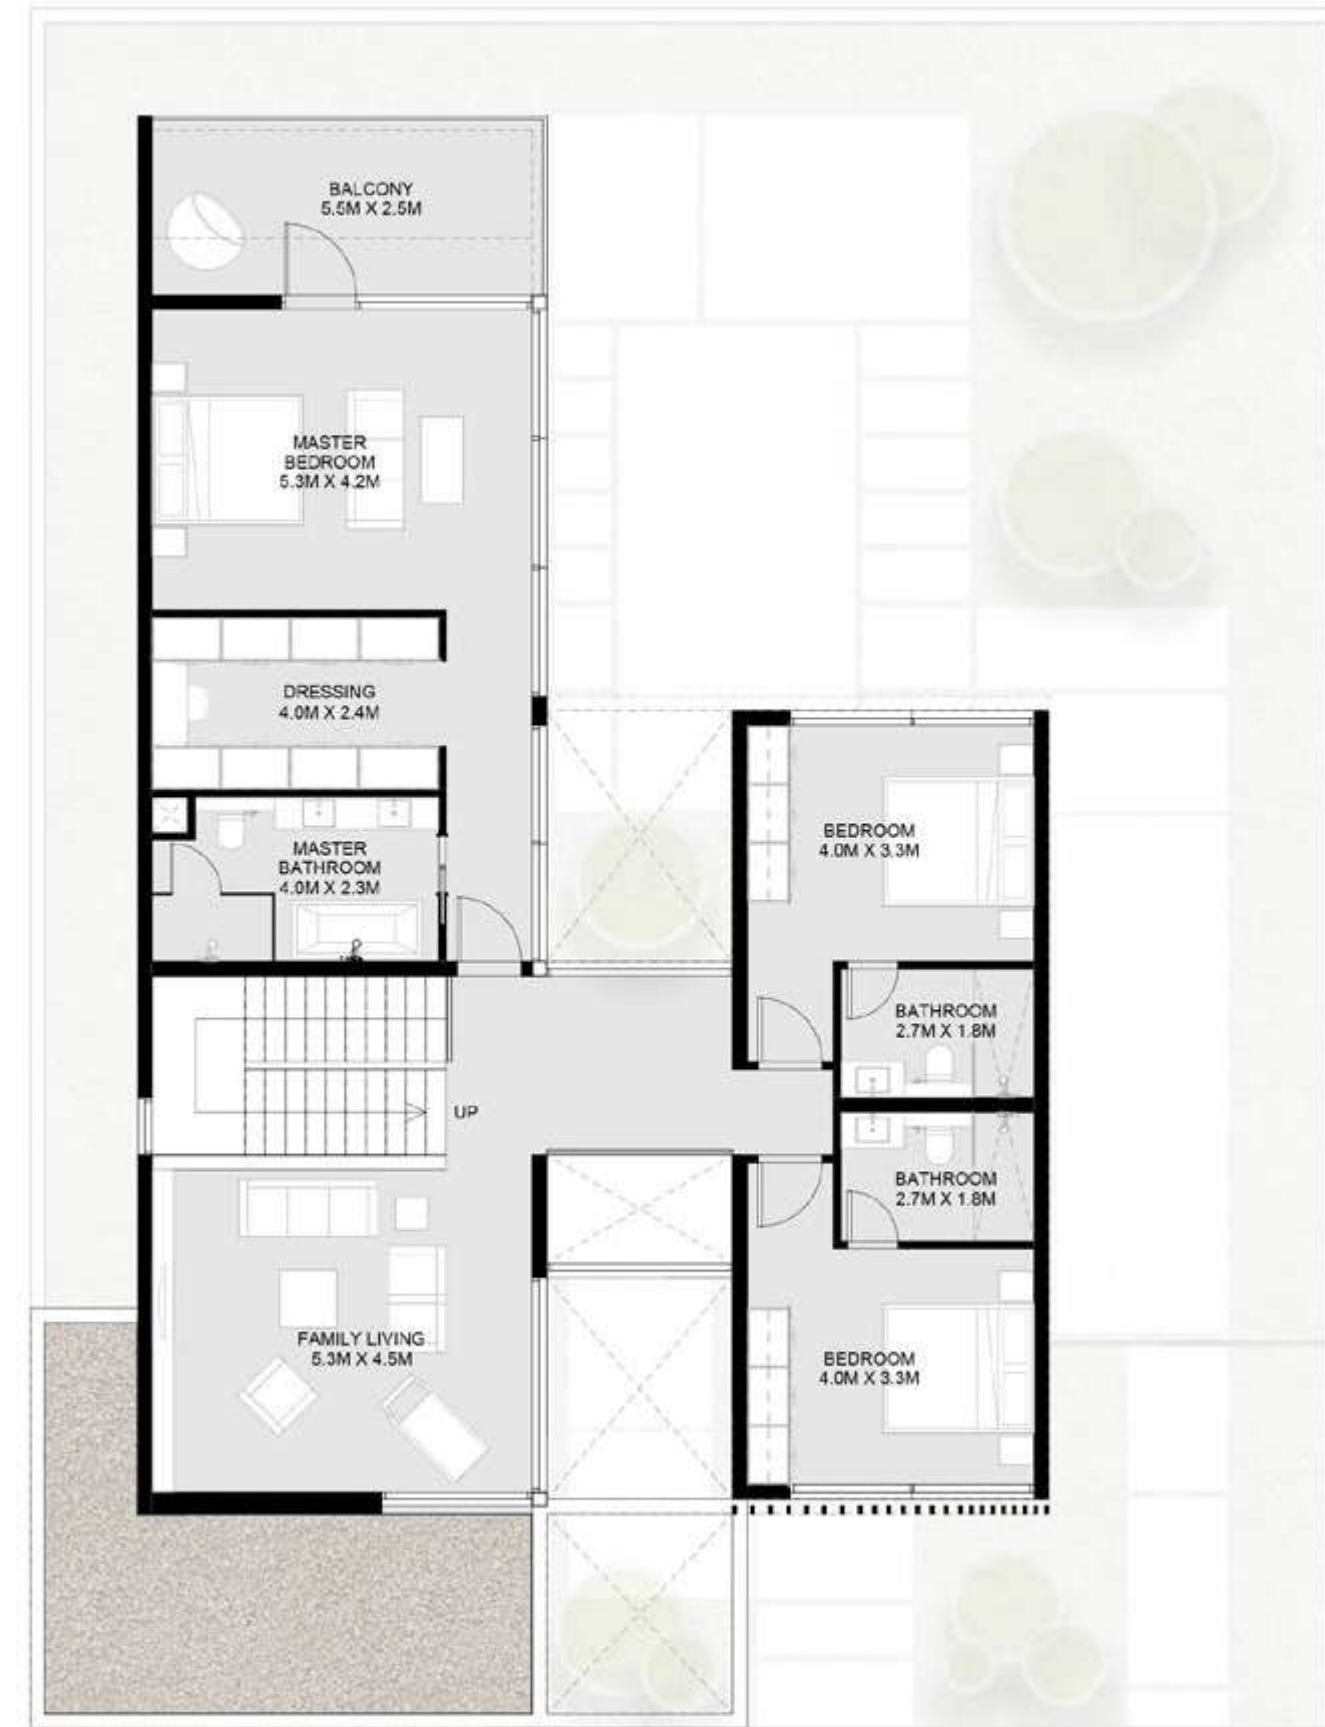 BALCONY
5.5M X 2.5M
MASTER
BEDROOM
5.3M X 4.2M
DRESSING
4.0M X 2.4M
MASTER
BATHROOM
4.0M X 2.3M
BEDROOM
4.0M X 3.3M
BATHROOM
2.7M X 1.8M
UP
BATHROOM
2.7M X 1.8M
FAMILY LIVING
5.3M X 4.5M
BEDROOM
4.0M X 3.3M